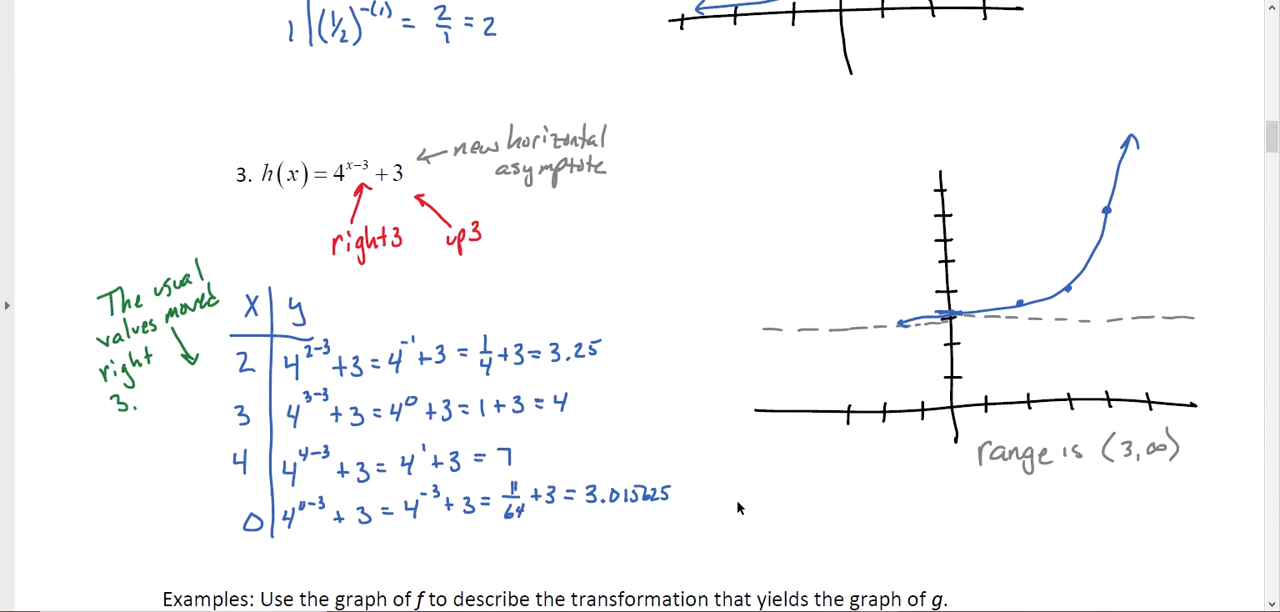 1 | (1/2)^-(1) = 2/1 = 2
3. h(x) = 4^(x-3) + 3
← new horizontal
asymptote
right 3
up 3
The usual
values moved
right
3.
x | y
2 | 4^(2-3) + 3 = 4^-1 + 3 = 1/4 + 3 = 3.25
3 | 4^(3-3) + 3 = 4^0 + 3 = 1 + 3 = 4
4 | 4^(4-3) + 3 = 4^1 + 3 = 7
0 | 4^(0-3) + 3 = 4^-3 + 3 = 1/64 + 3 = 3.015625
range is (3, ∞)
Examples: Use the graph of f to describe the transformation that yields the graph of g.